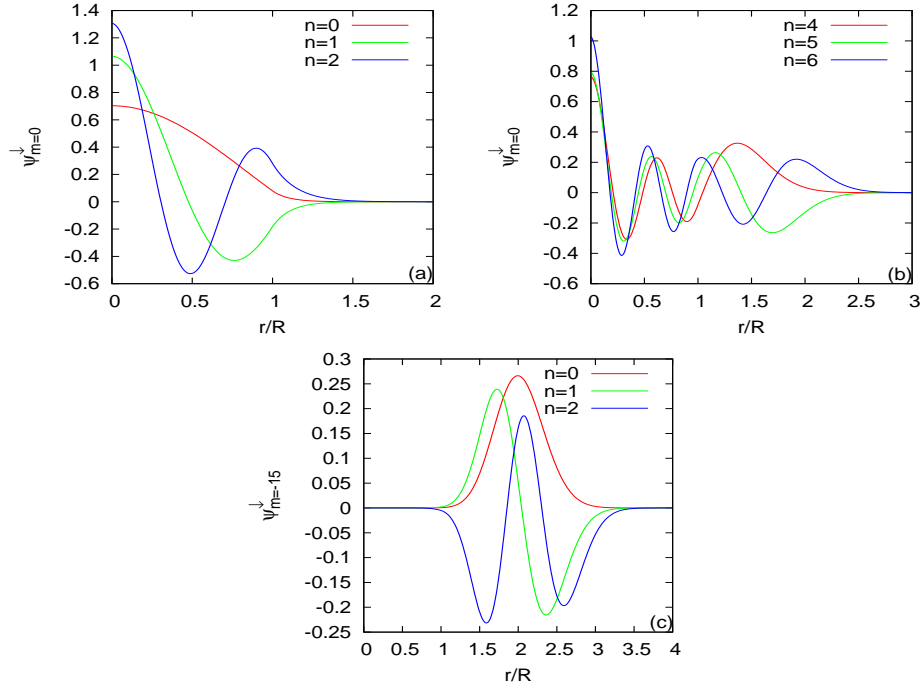 n=0
n=1
n=2
1.4
1.2
1
0.8
0.6
0.4
0.2
0
-0.2
-0.4
-0.6
ψ↓m=0
0 0.5 1 1.5 2
r/R
(a)
n=4
n=5
n=6
1.2
1
0.8
0.6
0.4
0.2
0
-0.2
-0.4
-0.6
ψ↓m=0
0 0.5 1 1.5 2 2.5 3
r/R
(b)
n=0
n=1
n=2
0.3
0.25
0.2
0.15
0.1
0.05
0
-0.05
-0.1
-0.15
-0.2
-0.25
ψ↓m=-15
0 0.5 1 1.5 2 2.5 3 3.5 4
r/R
(c)